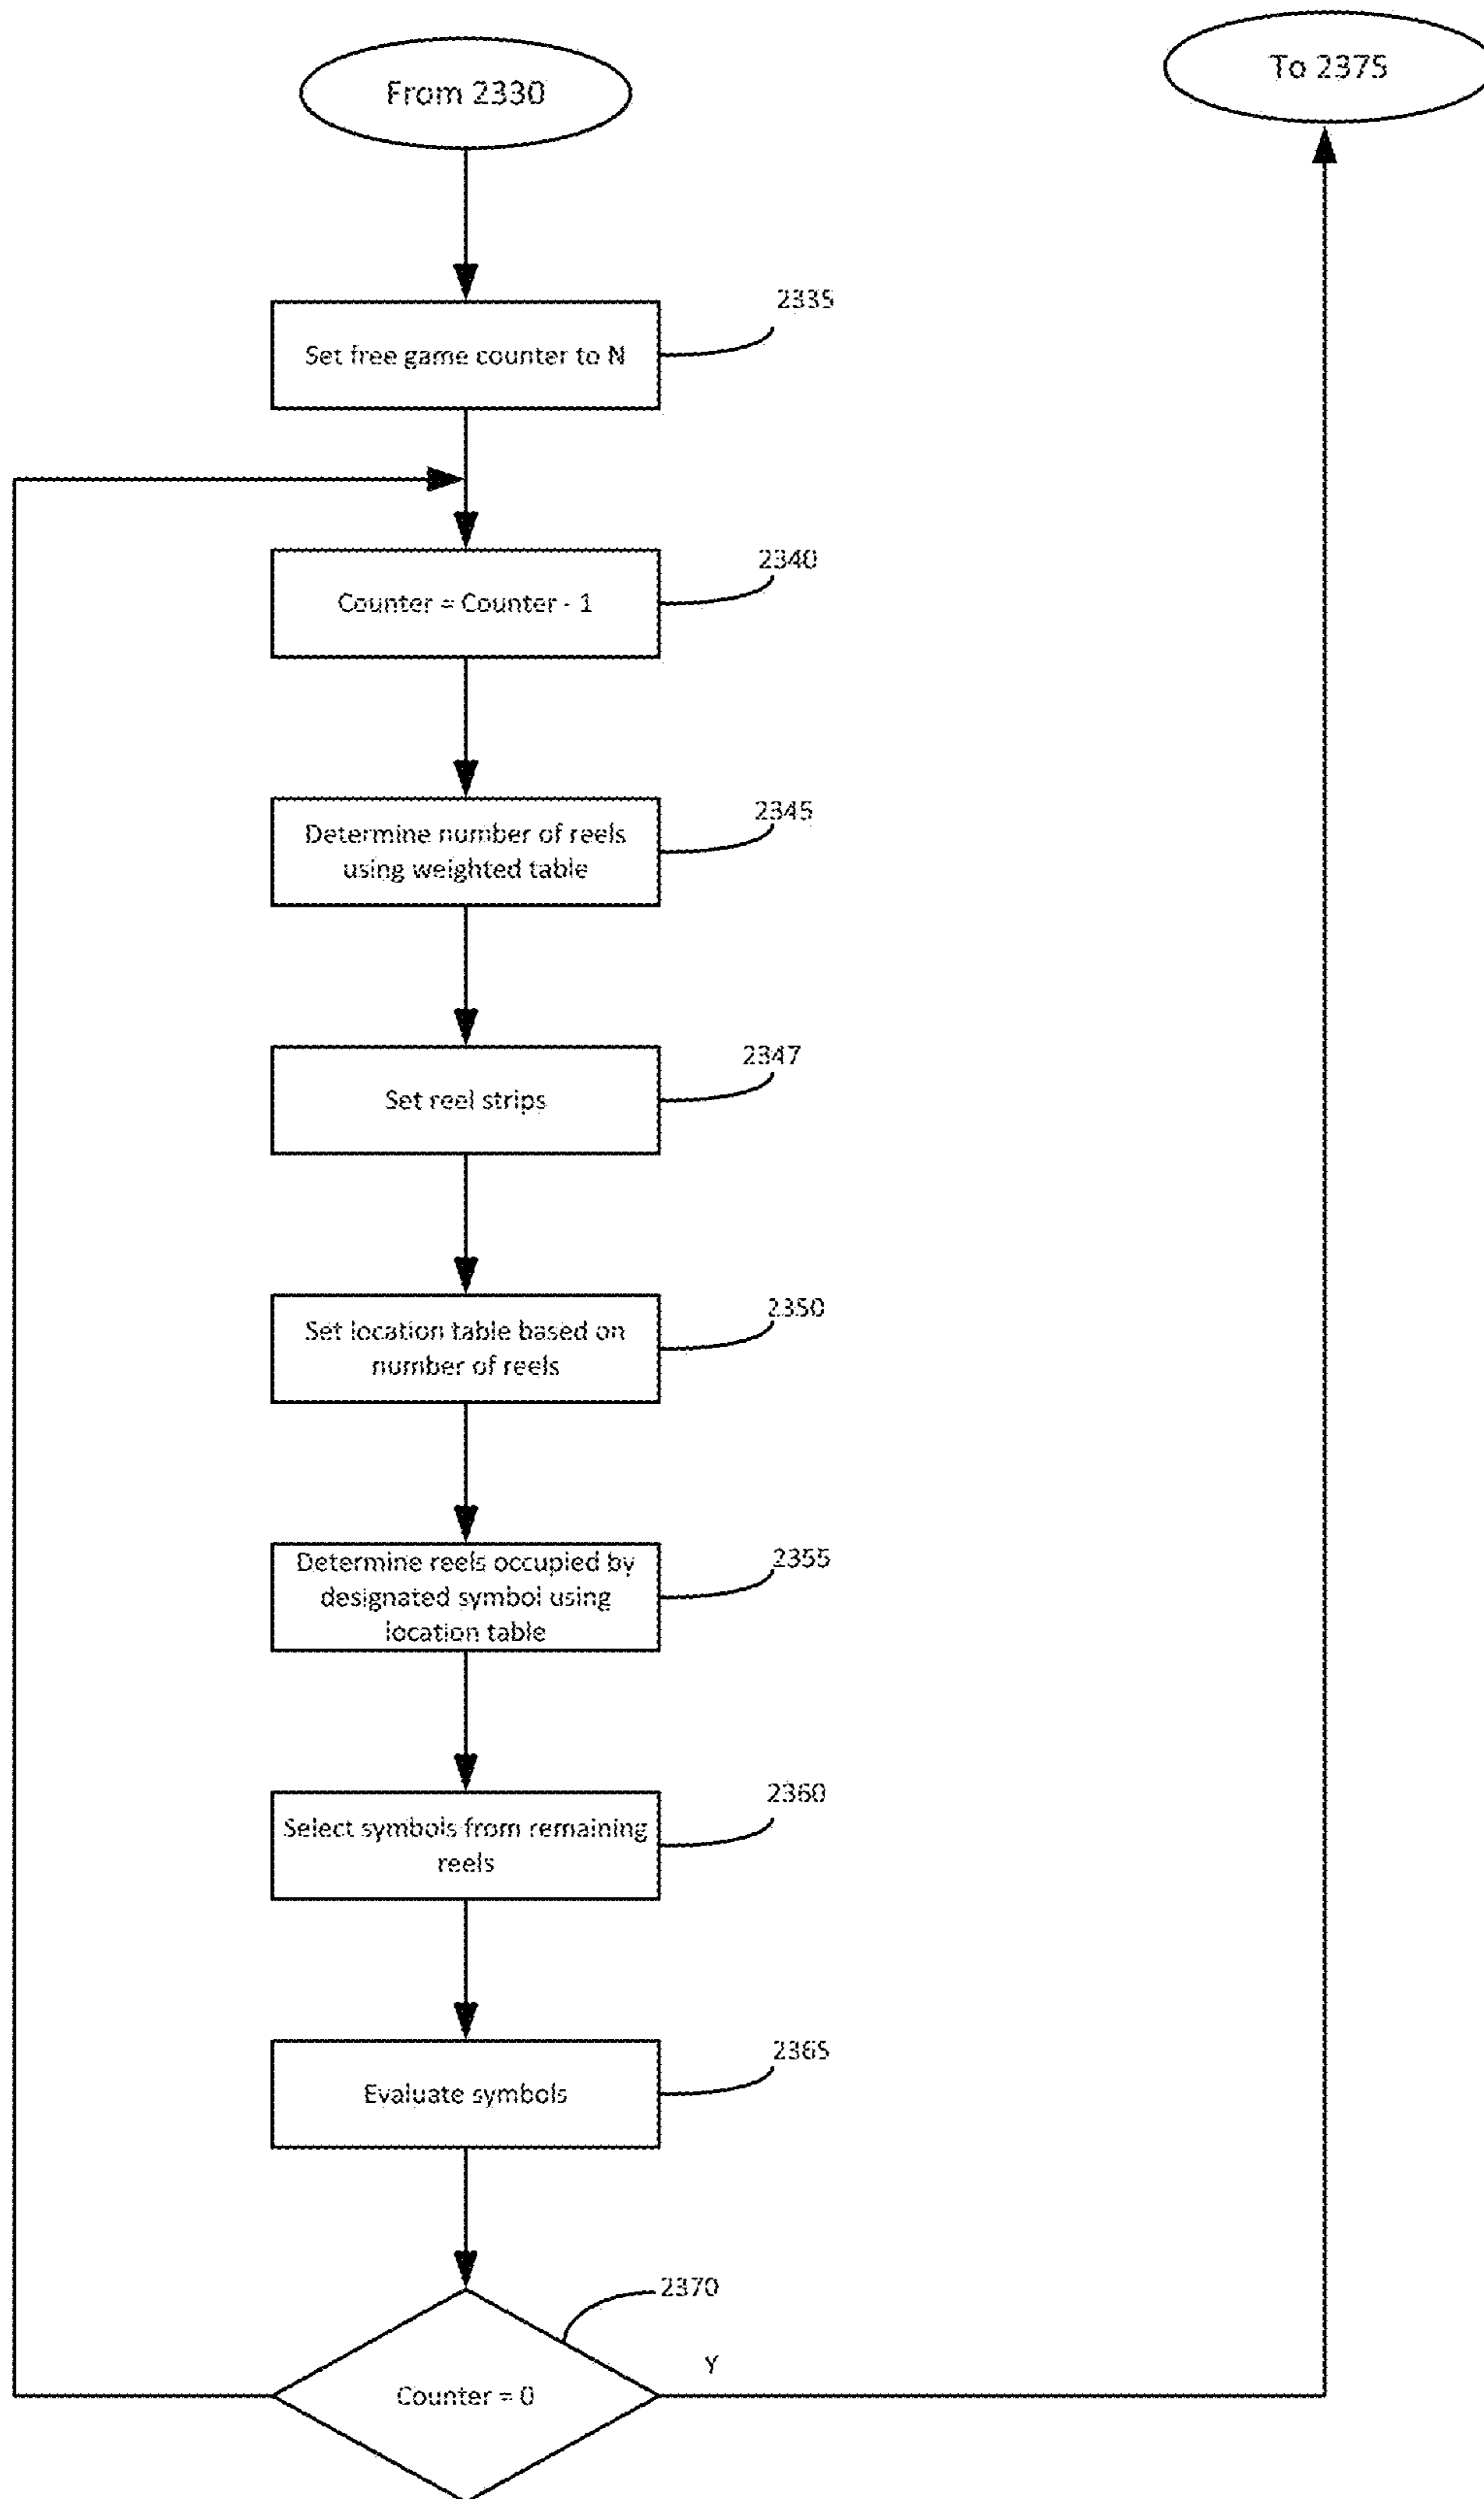 From 2330
To 2375
2335
Set free game counter to N
2340
Counter = Counter - 1
2345
Determine number of reels
using weighted table
2347
Set reel strips
2350
Set location table based on
number of reels
2355
Determine reels occupied by
designated symbol using
location table
2360
Select symbols from remaining
reels
2365
Evaluate symbols
2370
Y
Counter = 0